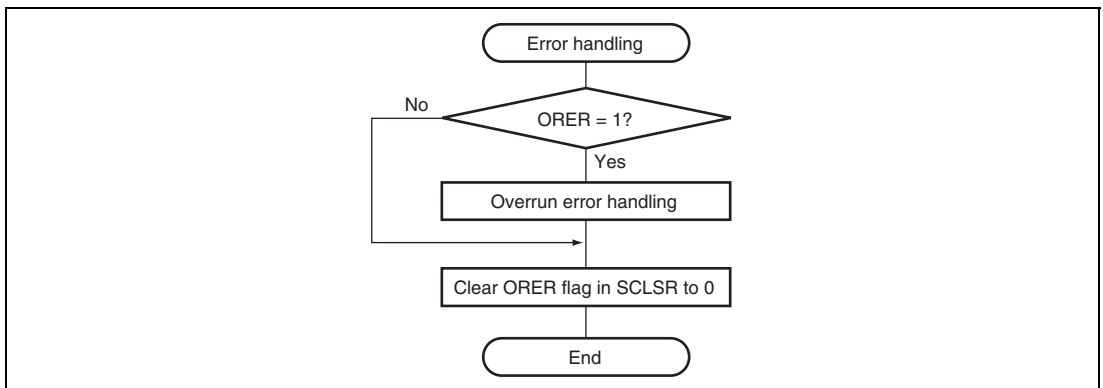 Error handling
No
ORER = 1?
Yes
Overrun error handling
Clear ORER flag in SCLSR to 0
End